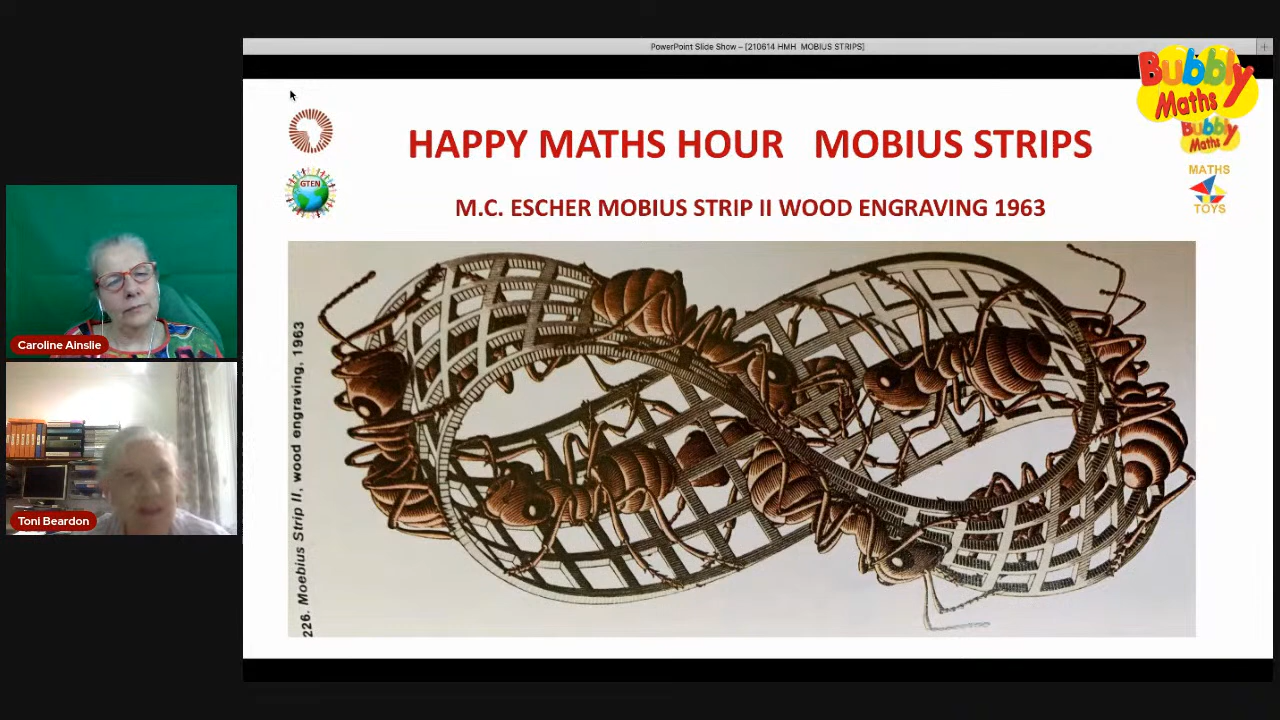 PowerPoint Slide Show – [210614 HMH MOBIUS STRIPS]
Bubbly
Maths
Bubbly
Maths
GTEN
HAPPY MATHS HOUR MOBIUS STRIPS
MATHS
TOYS
M.C. ESCHER MOBIUS STRIP II WOOD ENGRAVING 1963
226. Moebius Strip II, wood engraving, 1963
Caroline Ainslie
Toni Beardon